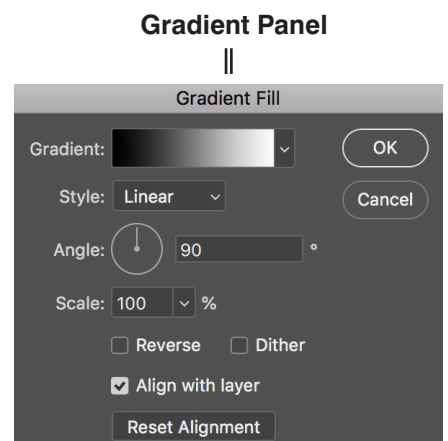 Gradient Panel
||
Gradient Fill
Gradient:
OK
Style: Linear
Cancel
Angle: 90 °
Scale: 100 %
Reverse Dither
Align with layer
Reset Alignment